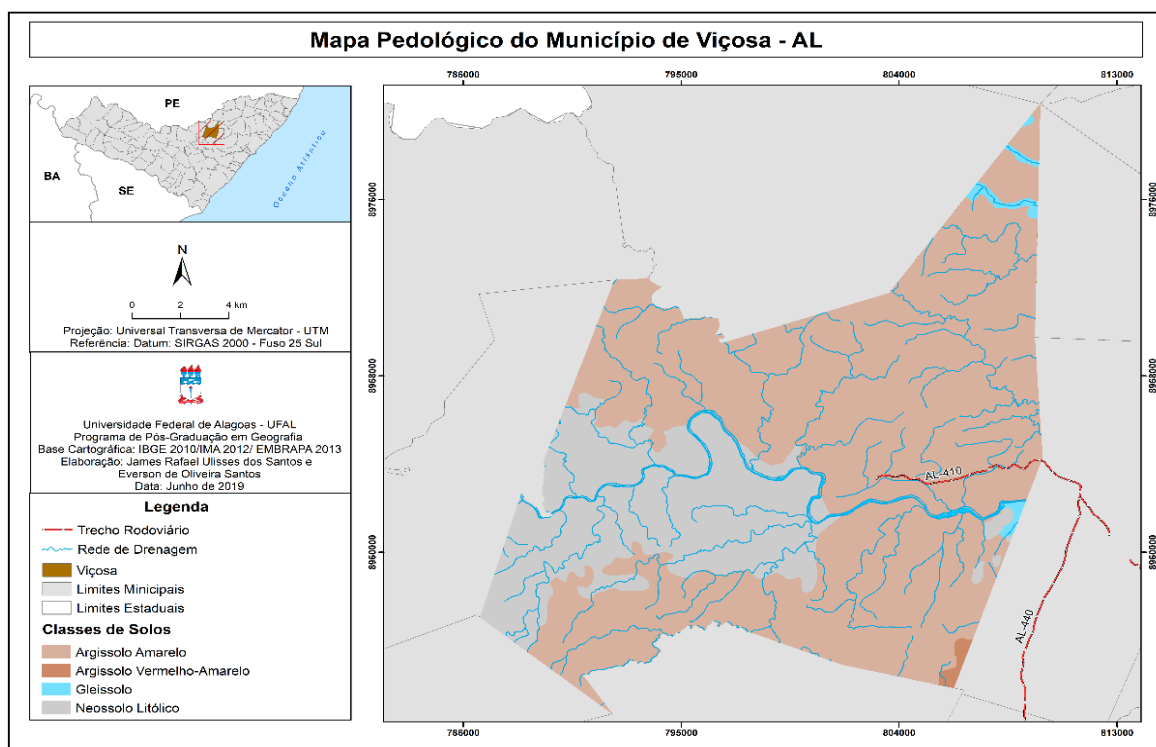 Mapa Pedológico do Município de Viçosa - AL
PE
BA
SE
Oceano Atlântico
N
0 2 4 km
Projeção: Universal Transversa de Mercator - UTM
Referência: Datum: SIRGAS 2000 - Fuso 25 Sul
Universidade Federal de Alagoas - UFAL
Programa de Pós-Graduação em Geografia
Base Cartográfica: IBGE 2010/IMA 2012/ EMBRAPA 2013
Elaboração: James Rafael Ulisses dos Santos e
Everson de Oliveira Santos
Data: Junho de 2019
Legenda
Trecho Rodoviário
Rede de Drenagem
Viçosa
Limites Minicipais
Limites Estaduais
Classes de Solos
Argissolo Amarelo
Argissolo Vermelho-Amarelo
Gleissolo
Neossolo Litólico
786000 795000 804000 813000
8976000
8968000
8960000
AL-410
AL-440
786000 795000 804000 813000